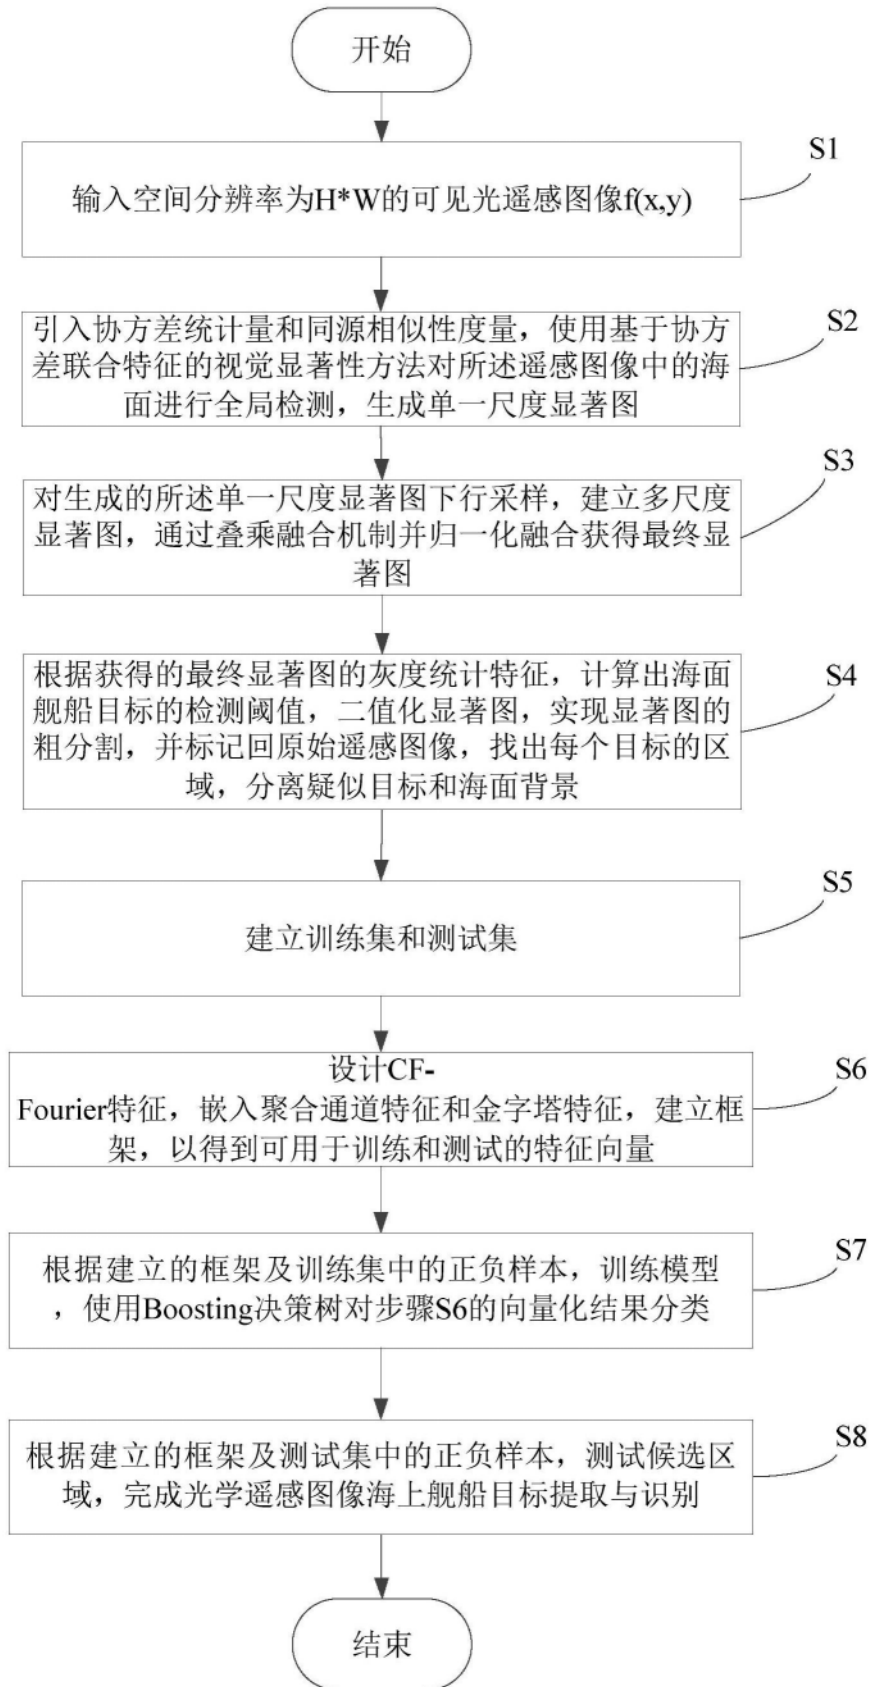 开始
S1
输入空间分辨率为H*W的可见光遥感图像f(x,y)
S2
引入协方差统计量和同源相似性度量，使用基于协方
差联合特征的视觉显著性方法对所述遥感图像中的海
面进行全局检测，生成单一尺度显著图
S3
对生成的所述单一尺度显著图下行采样，建立多尺度
显著图，通过叠乘融合机制并归一化融合获得最终显
著图
S4
根据获得的最终显著图的灰度统计特征，计算出海面
舰船目标的检测阈值，二值化显著图，实现显著图的
粗分割，并标记回原始遥感图像，找出每个目标的区
域，分离疑似目标和海面背景
S5
建立训练集和测试集
S6
设计CF-
Fourier特征，嵌入聚合通道特征和金字塔特征，建立框
架，以得到可用于训练和测试的特征向量
S7
根据建立的框架及训练集中的正负样本，训练模型
，使用Boosting决策树对步骤S6的向量化结果分类
S8
根据建立的框架及测试集中的正负样本，测试候选区
域，完成光学遥感图像海上舰船目标提取与识别
结束